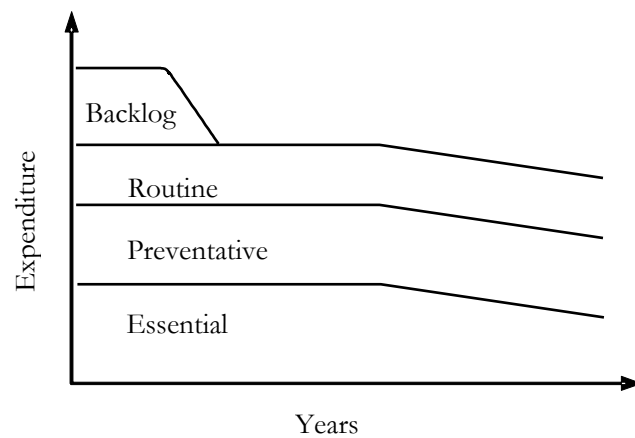 Backlog
Routine
Preventative
Essential
Expenditure
Years